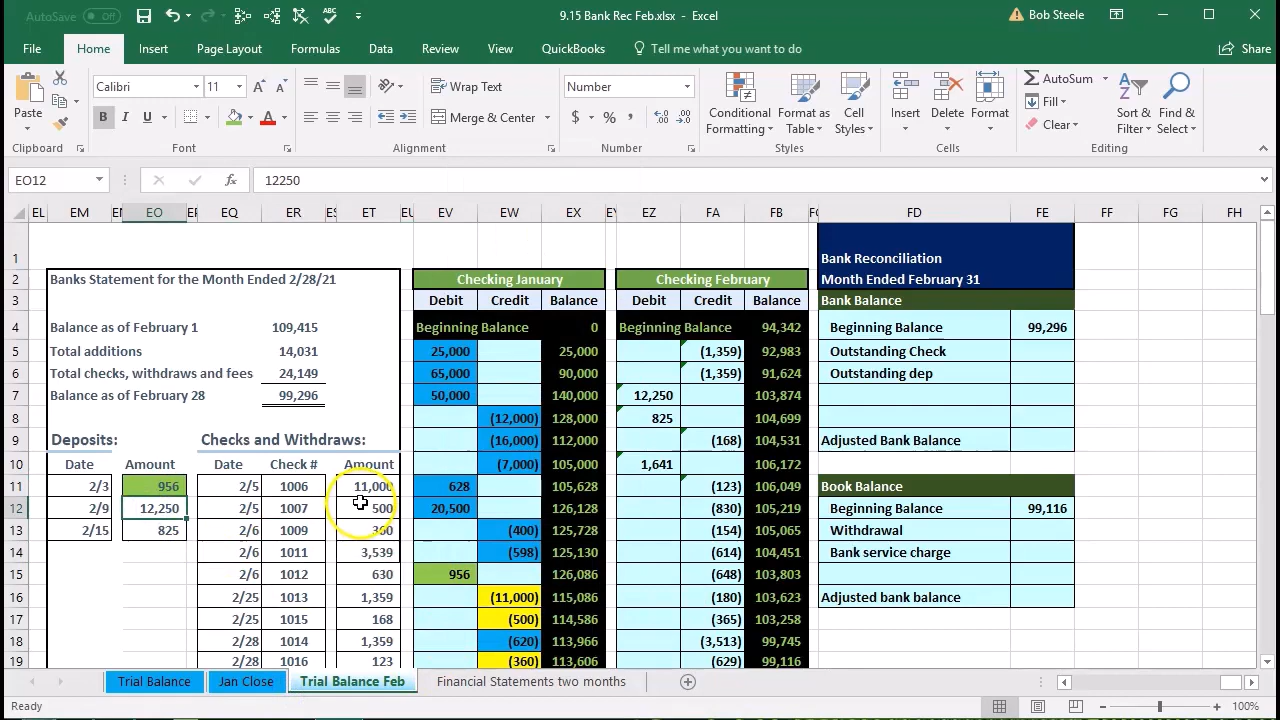 AutoSave Off 9.15 Bank Rec Feb.xlsx - Excel Bob Steele
File Home Insert Page Layout Formulas Data Review View QuickBooks Tell me what you want to do Share
Paste Calibri 11 Wrap Text Number Conditional Formatting Format as Table Cell Styles Insert Delete Format AutoSum Fill Clear Sort & Filter Find & Select
B I U A Merge & Center $ % ,
Clipboard Font Alignment Number Styles Cells Editing
EO12 fx 12250
EL EM EO EQ ER ES ET EU EV EW EX EY EZ FA FB FD FE FF FG FH
1 Bank Reconciliation
2 Banks Statement for the Month Ended 2/28/21 Checking January Checking February Month Ended February 31
3 Debit Credit Balance Debit Credit Balance Bank Balance
4 Balance as of February 1 109,415 Beginning Balance 0 Beginning Balance 94,342 Beginning Balance 99,296
5 Total additions 14,031 25,000 25,000 (1,359) 92,983 Outstanding Check
6 Total checks, withdraws and fees 24,149 65,000 90,000 (1,359) 91,624 Outstanding dep
7 Balance as of February 28 99,296 50,000 140,000 12,250 103,874
8 (12,000) 128,000 825 104,699
9 Deposits: Checks and Withdraws: (16,000) 112,000 (168) 104,531 Adjusted Bank Balance
10 Date Amount Date Check # Amount (7,000) 105,000 1,641 106,172
11 2/3 956 2/5 1006 11,000 628 105,628 (123) 106,049 Book Balance
12 2/9 12,250 2/5 1007 500 20,500 126,128 (830) 105,219 Beginning Balance 99,116
13 2/15 825 2/6 1009 360 (400) 125,730 (154) 105,065 Withdrawal
14 2/6 1011 3,539 (598) 125,130 (614) 104,451 Bank service charge
15 2/6 1012 630 956 126,086 (648) 103,803
16 2/25 1013 1,359 (11,000) 115,086 (180) 103,623 Adjusted bank balance
17 2/25 1015 168 (500) 114,586 (365) 103,258
18 2/28 1014 1,359 (620) 113,966 (3,513) 99,745
19 2/28 1016 123 (360) 113,606 (629) 99,116
Trial Balance Jan Close Trial Balance Feb Financial Statements two months
Ready 100%